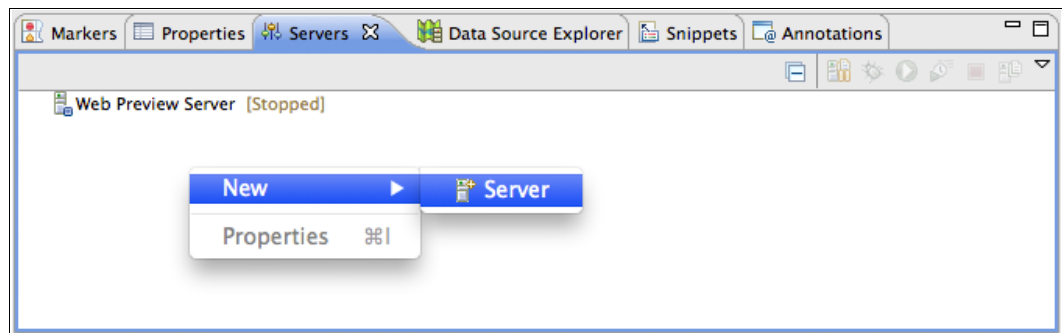 Markers Properties Servers Data Source Explorer Snippets Annotations
Web Preview Server [Stopped]
New Server
Properties ⌘I